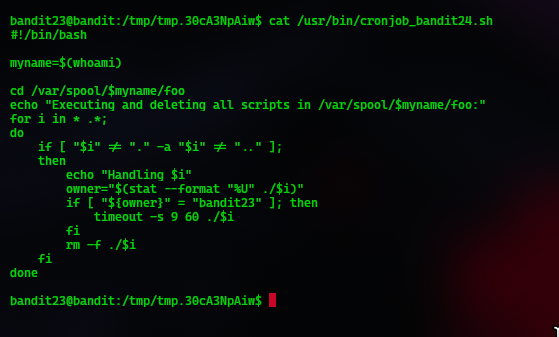 bandit23@bandit:/tmp/tmp.30cA3NpAiw$ cat /usr/bin/cronjob_bandit24.sh
#!/bin/bash

myname=$(whoami)

cd /var/spool/$myname/foo
echo "Executing and deleting all scripts in /var/spool/$myname/foo:"
for i in * .*;
do
    if [ "$i" != "." -a "$i" != ".." ];
    then
        echo "Handling $i"
        owner="$(stat --format "%U" ./$i)"
        if [ "${owner}" = "bandit23" ]; then
            timeout -s 9 60 ./$i
        fi
        rm -f ./$i
    fi
done

bandit23@bandit:/tmp/tmp.30cA3NpAiw$